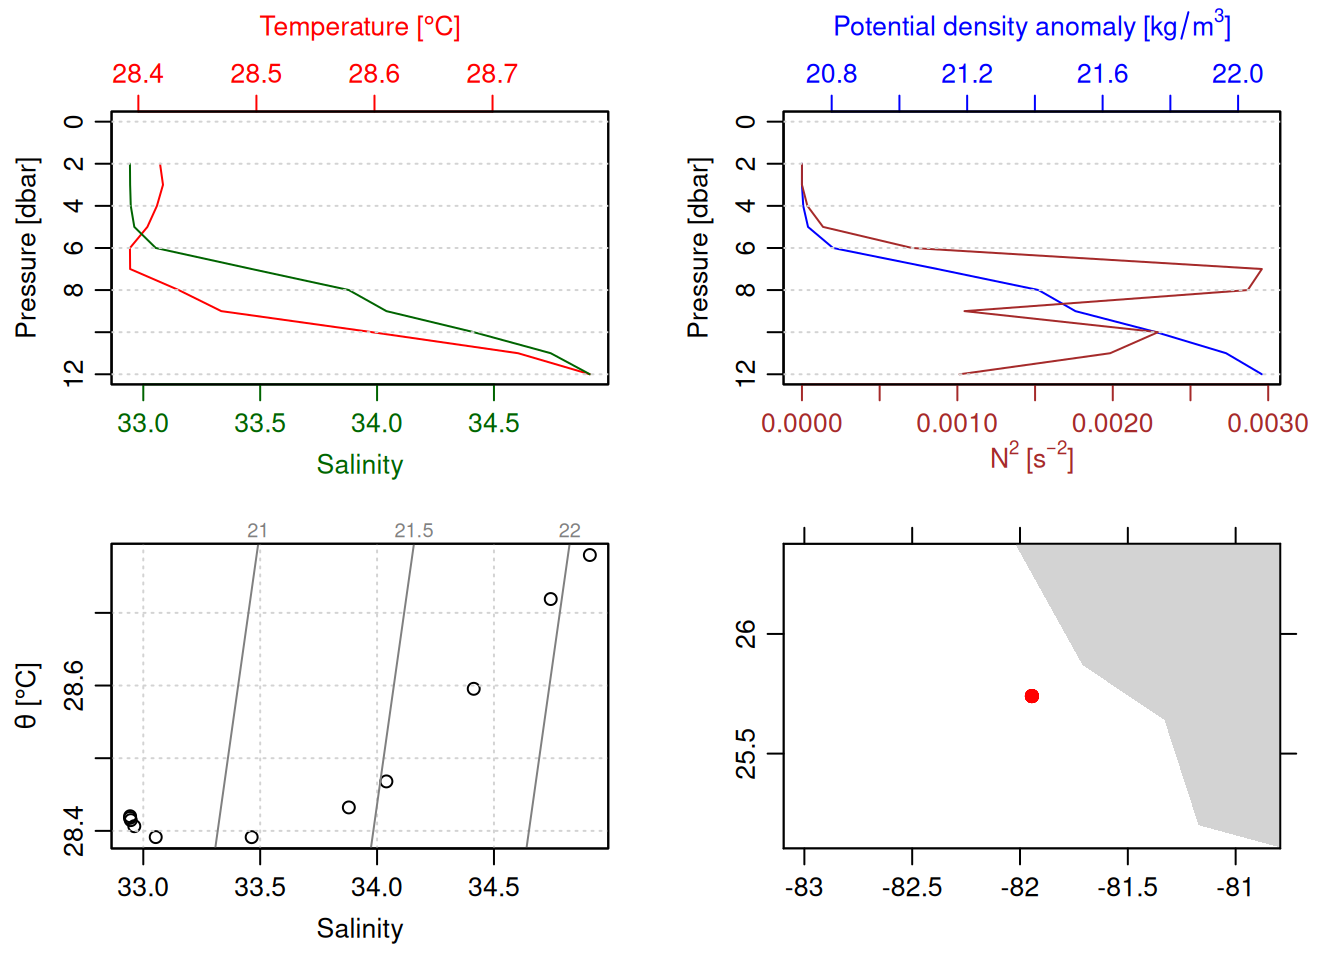 Temperature [°C]
28.4 28.5 28.6 28.7
Pressure [dbar]
0
2
4
6
8
12
33.0 33.5 34.0 34.5
Salinity
Potential density anomaly [kg/m³]
20.8 21.2 21.6 22.0
Pressure [dbar]
0
2
4
6
8
12
0.0000 0.0010 0.0020 0.0030
N² [s⁻²]
21 21.5 22
θ [°C]
28.6
28.4
33.0 33.5 34.0 34.5
Salinity
26
25.5
-83 -82.5 -82 -81.5 -81